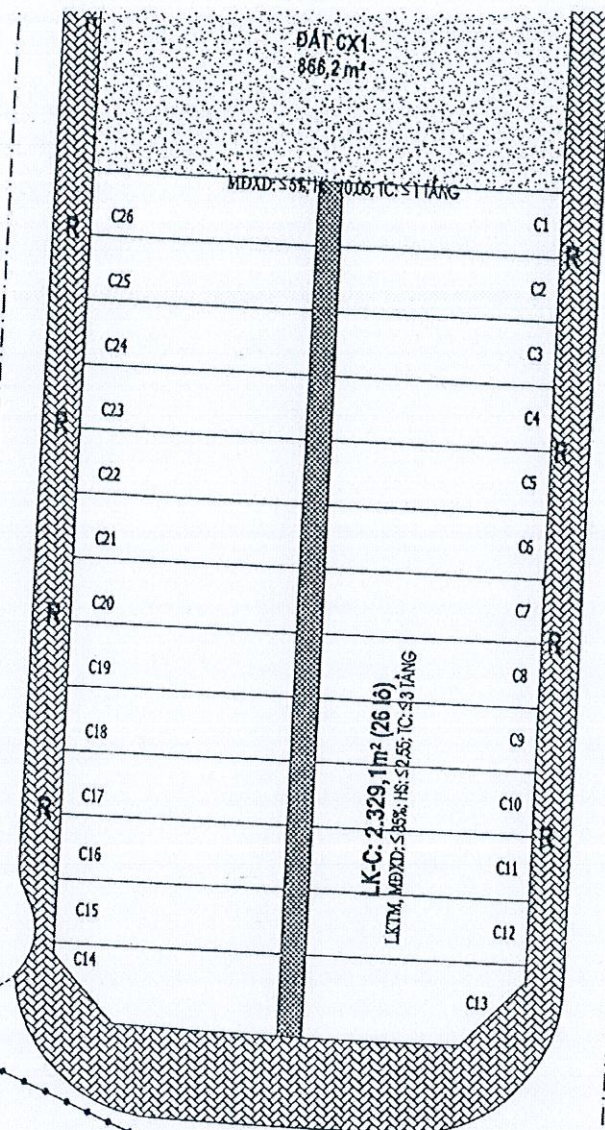 ĐẤT CX1
866,2 m²
MĐXD: ≤ 5%; HS: ≤ 0,05; TC: ≤ 1 TẦNG
C26
C1
R
R
C25
C2
C24
C3
C23
C4
R
R
C22
C5
C21
C6
C20
C7
R
R
C19
C8
C18
C9
C17
C10
R
R
C16
C11
C15
C12
C14
C13
LK-C: 2.329,1m² (26 lô)
LKTM, MĐXD: ≤ 85%; HS: ≤ 2.55; TC: ≤ 3 TẦNG